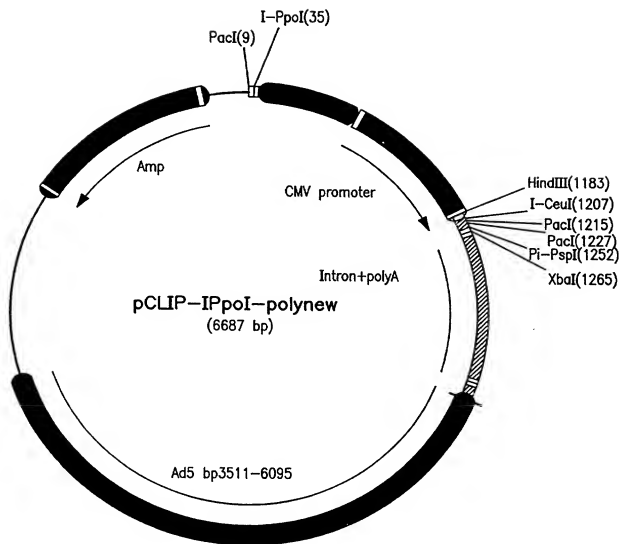 I-PpoI(35)
PacI(9)
Amp
CMV promoter
HindIII(1183)
I-CeuI(1207)
PacI(1215)
PacI(1227)
Pi-PspI(1252)
XbaI(1265)
Intron+polyA
pCLIP-IPpoI-polynew
(6687 bp)
Ad5 bp3511-6095